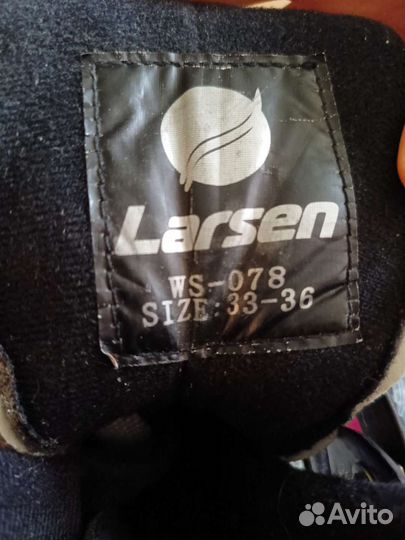 Larsen
WS-078
SIZE:33-36
Avito